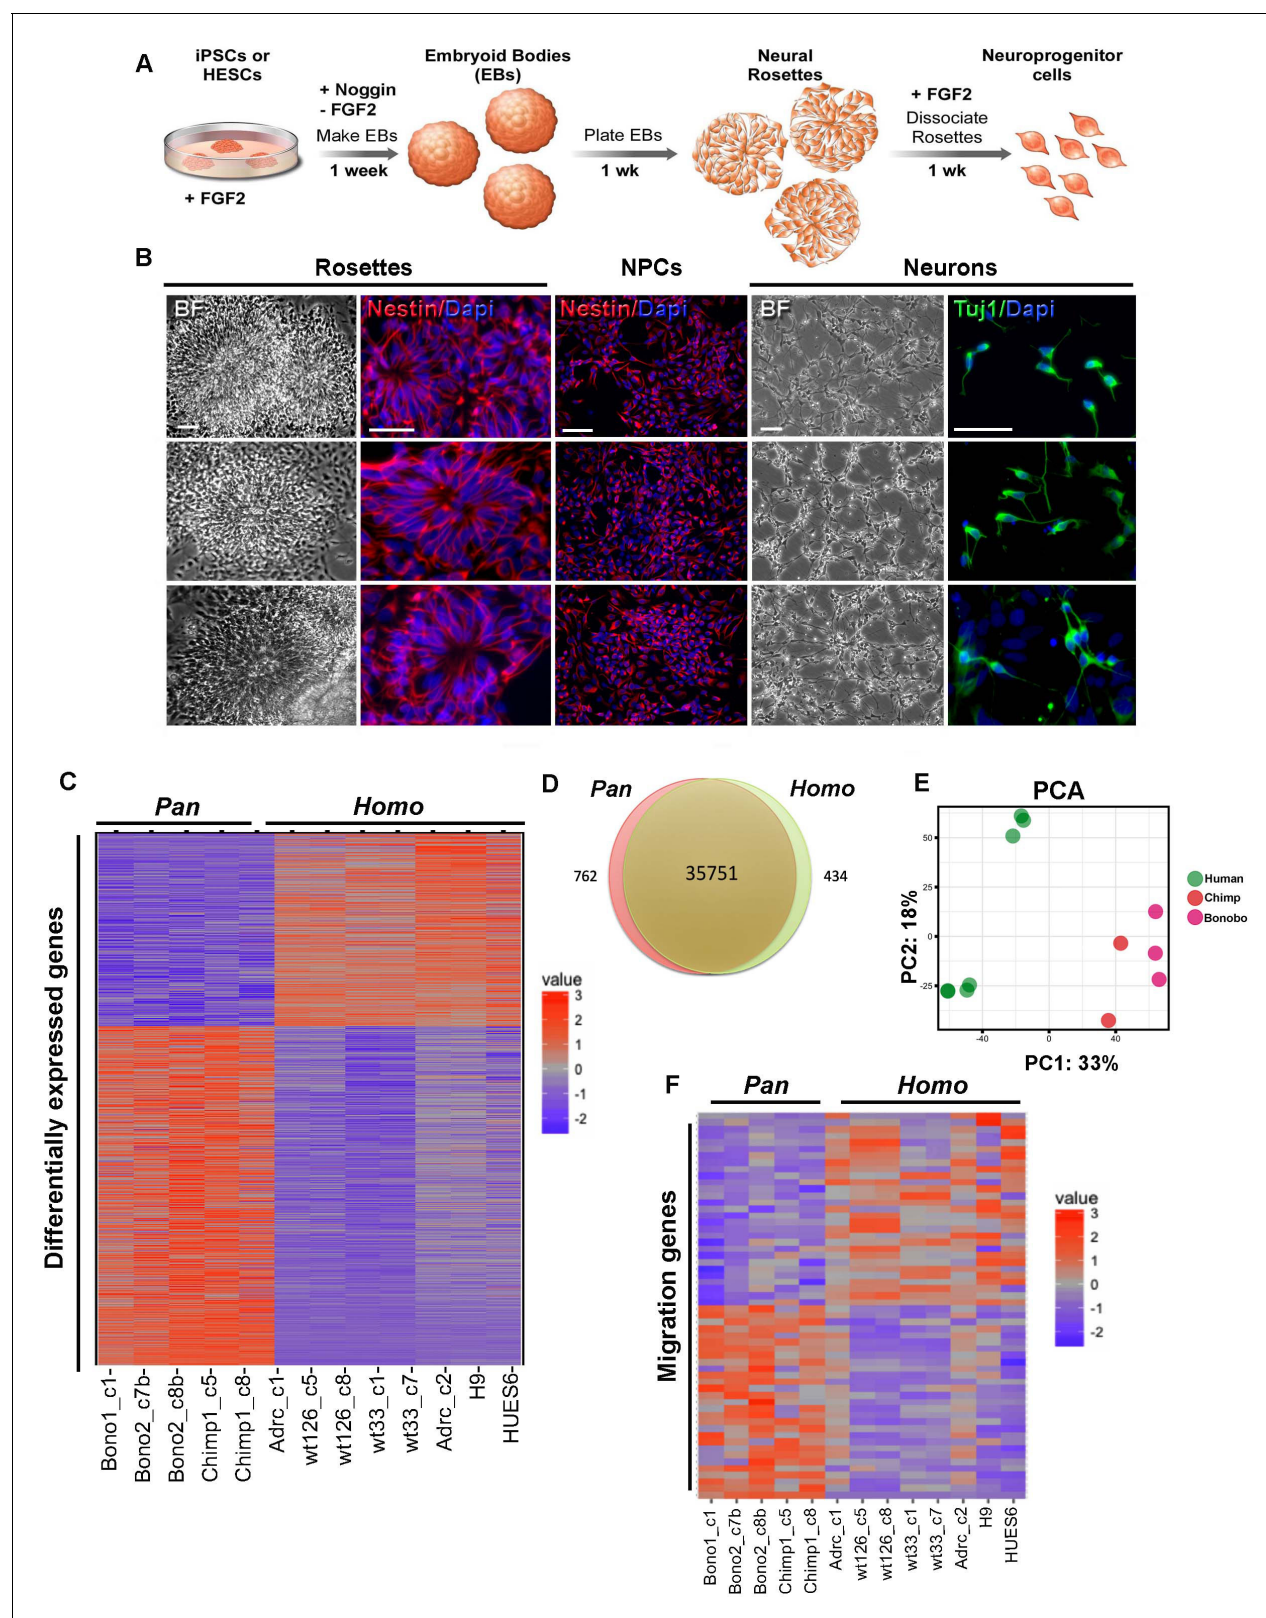 A
iPSCs or
HESCs
+ FGF2
+ Noggin
- FGF2
Make EBs
1 week
Embryoid Bodies
(EBs)
Plate EBs
1 wk
Neural
Rosettes
+ FGF2
Dissociate
Rosettes
1 wk
Neuroprogenitor
cells
B
Rosettes
NPCs
Neurons
BF
Nestin/Dapi
Nestin/Dapi
BF
Tuj1/Dapi
C
Pan
Homo
Differentially expressed genes
Bono1_c1
Bono2_c7b
Bono2_c8b
Chimp1_c5
Chimp1_c8
Adrc_c1
wt126_c5
wt126_c8
wt33_c1
wt33_c7
Adrc_c2
H9
HUES6
value
3
2
1
0
-1
-2
D
Pan
Homo
762
35751
434
E
PCA
PC2: 18%
50
25
0
-25
-40
0
40
PC1: 33%
Human
Chimp
Bonobo
F
Pan
Homo
Migration genes
Bono1_c1
Bono2_c7b
Bono2_c8b
Chimp1_c5
Chimp1_c8
Adrc_c1
wt126_c5
wt126_c8
wt33_c1
wt33_c7
Adrc_c2
H9
HUES6
value
3
2
1
0
-1
-2